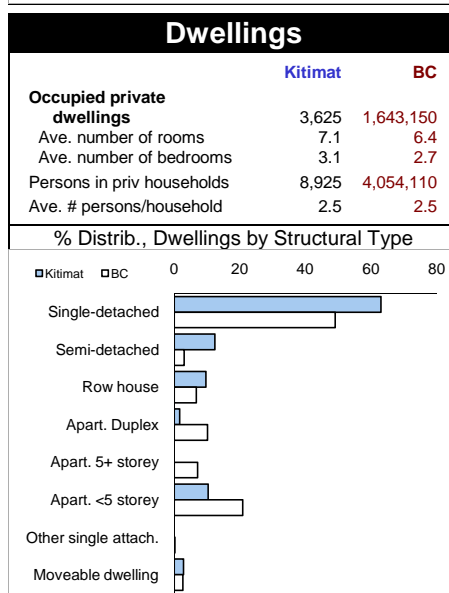 Dwellings
Kitimat BC
Occupied private
dwellings 3,625 1,643,150
Ave. number of rooms 7.1 6.4
Ave. number of bedrooms 3.1 2.7
Persons in priv households 8,925 4,054,110
Ave. # persons/household 2.5 2.5
% Distrib., Dwellings by Structural Type
Kitimat BC 0 20 40 60 80
Single-detached
Semi-detached
Row house
Apart. Duplex
Apart. 5+ storey
Apart. <5 storey
Other single attach.
Moveable dwelling